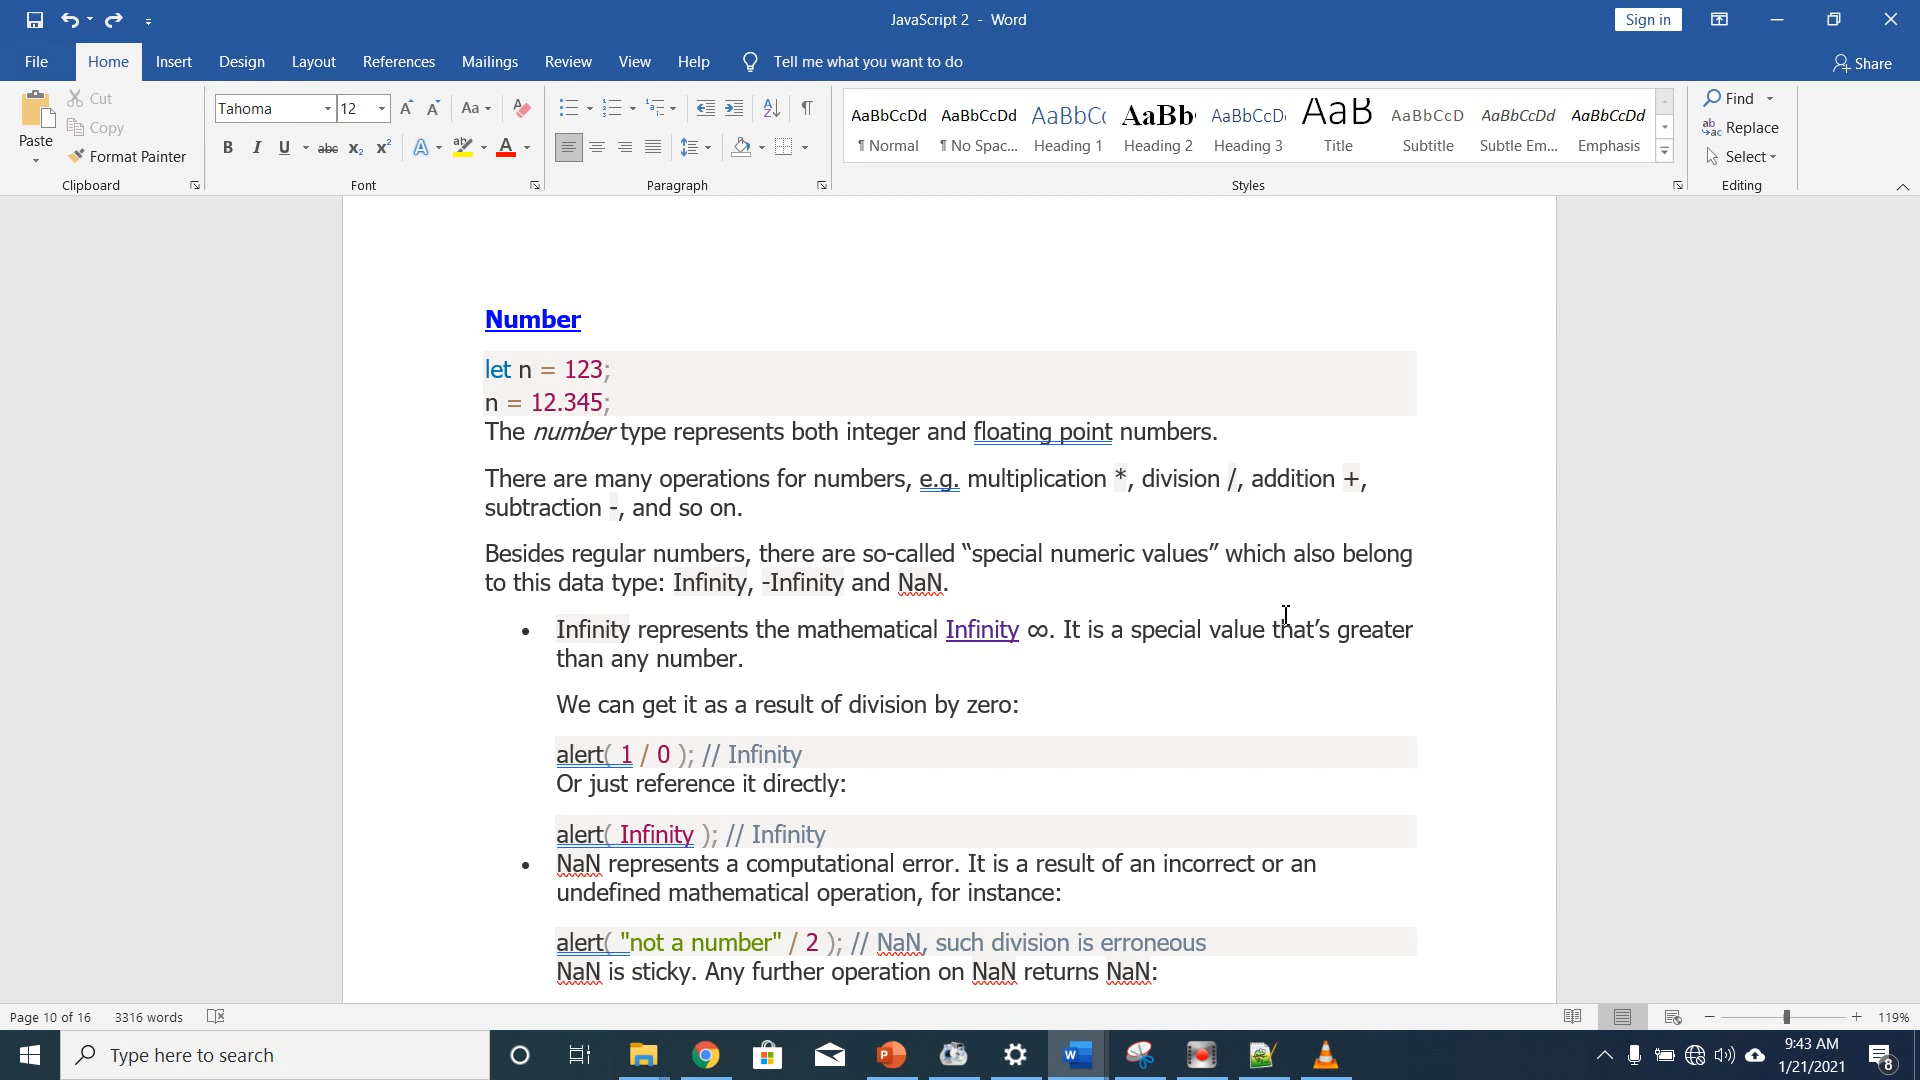 JavaScript 2 - Word
Sign in
File Home Insert Design Layout References Mailings Review View Help Tell me what you want to do
Share
Paste
Cut
Copy
Format Painter
Clipboard
Tahoma 12
Font
Paragraph
AaBbCcDd AaBbCcDd AaBbCc AaBb AaBbCcD AaB AaBbCcD AaBbCcDd AaBbCcDd
¶ Normal ¶ No Spac... Heading 1 Heading 2 Heading 3 Title Subtitle Subtle Em... Emphasis
Styles
Find
Replace
Select
Editing
Number
let n = 123;
n = 12.345;
The number type represents both integer and floating point numbers.
There are many operations for numbers, e.g. multiplication *, division /, addition +,
subtraction -, and so on.
Besides regular numbers, there are so-called “special numeric values” which also belong
to this data type: Infinity, -Infinity and NaN.
• Infinity represents the mathematical Infinity ∞. It is a special value that’s greater
than any number.
We can get it as a result of division by zero:
alert( 1 / 0 ); // Infinity
Or just reference it directly:
alert( Infinity ); // Infinity
• NaN represents a computational error. It is a result of an incorrect or an
undefined mathematical operation, for instance:
alert( "not a number" / 2 ); // NaN, such division is erroneous
NaN is sticky. Any further operation on NaN returns NaN:
Page 10 of 16 3316 words
119%
Type here to search
9:43 AM
1/21/2021
8